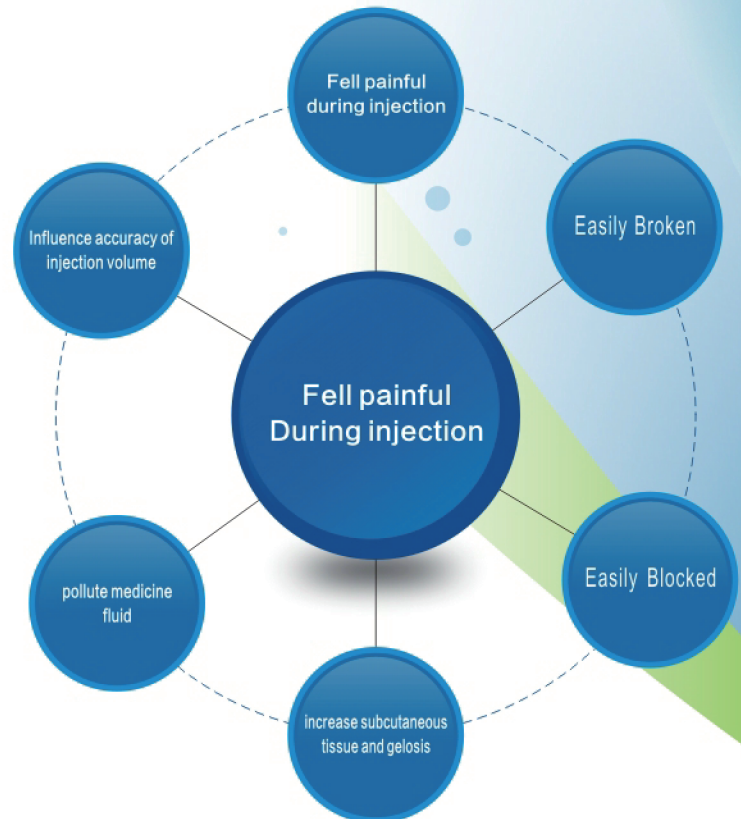 Fell painful
during injection
Easily Broken
Influence accuracy of
injection volume
Fell painful
During injection
Easily Blocked
pollute medicine
fluid
increase subcutaneous
tissue and gelosis